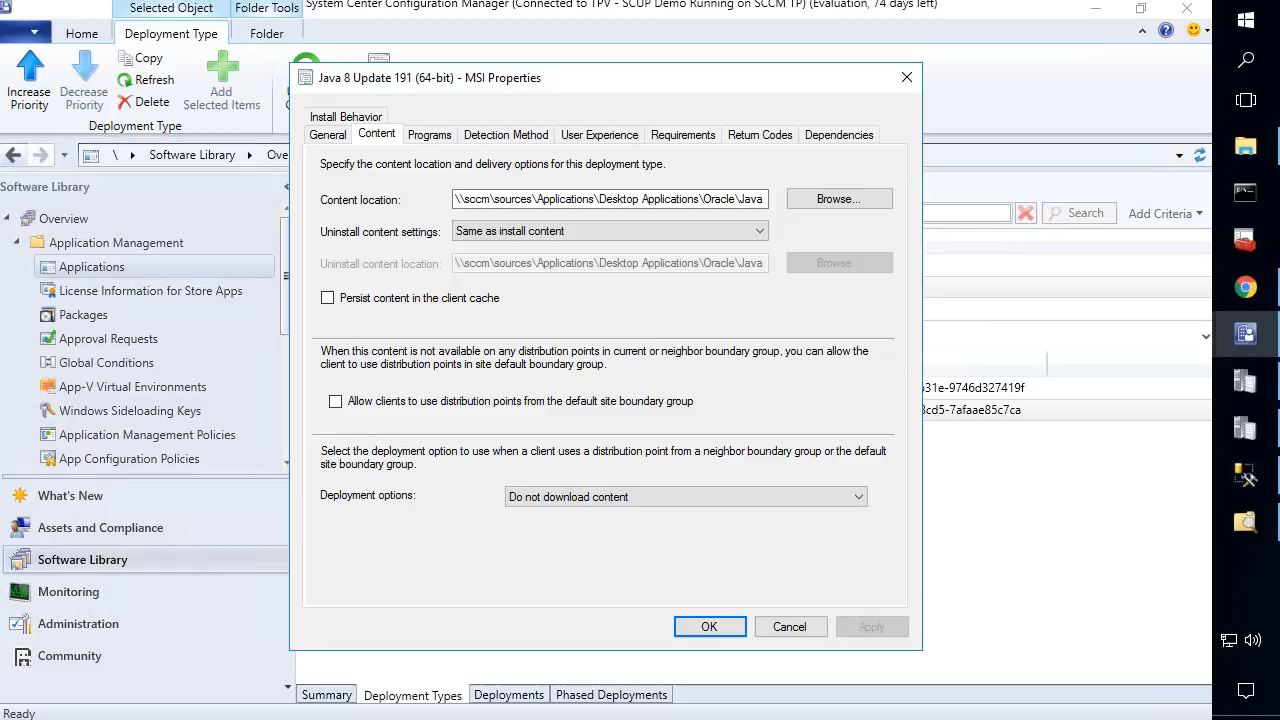 Selected Object
Folder Tools
System Center Configuration Manager (Connected to TPV - SCUP Demo Running on SCCM TP) (Evaluation, 74 days left)
Home
Deployment Type
Folder
Increase Priority
Decrease Priority
Copy
Refresh
Delete
Add Selected Items
Deployment Type
\ Software Library
Software Library
Search
Add Criteria
Overview
Application Management
Applications
License Information for Store Apps
Packages
Approval Requests
Global Conditions
App-V Virtual Environments
Windows Sideloading Keys
Application Management Policies
App Configuration Policies
What's New
Assets and Compliance
Software Library
Monitoring
Administration
Community
Java 8 Update 191 (64-bit) - MSI Properties
Install Behavior
General
Content
Programs
Detection Method
User Experience
Requirements
Return Codes
Dependencies
Specify the content location and delivery options for this deployment type.
Content location:
\\sccm\sources\Applications\Desktop Applications\Oracle\Java
Browse...
Uninstall content settings:
Same as install content
Uninstall content location:
\\sccm\sources\Applications\Desktop Applications\Oracle\Java
Browse...
Persist content in the client cache
When this content is not available on any distribution points in current or neighbor boundary group, you can allow the
client to use distribution points in site default boundary group.
Allow clients to use distribution points from the default site boundary group
Select the deployment option to use when a client uses a distribution point from a neighbor boundary group or the default
site boundary group.
Deployment options:
Do not download content
OK
Cancel
Apply
31e-9746d327419f
3cd5-7afaae85c7ca
Summary
Deployment Types
Deployments
Phased Deployments
Ready